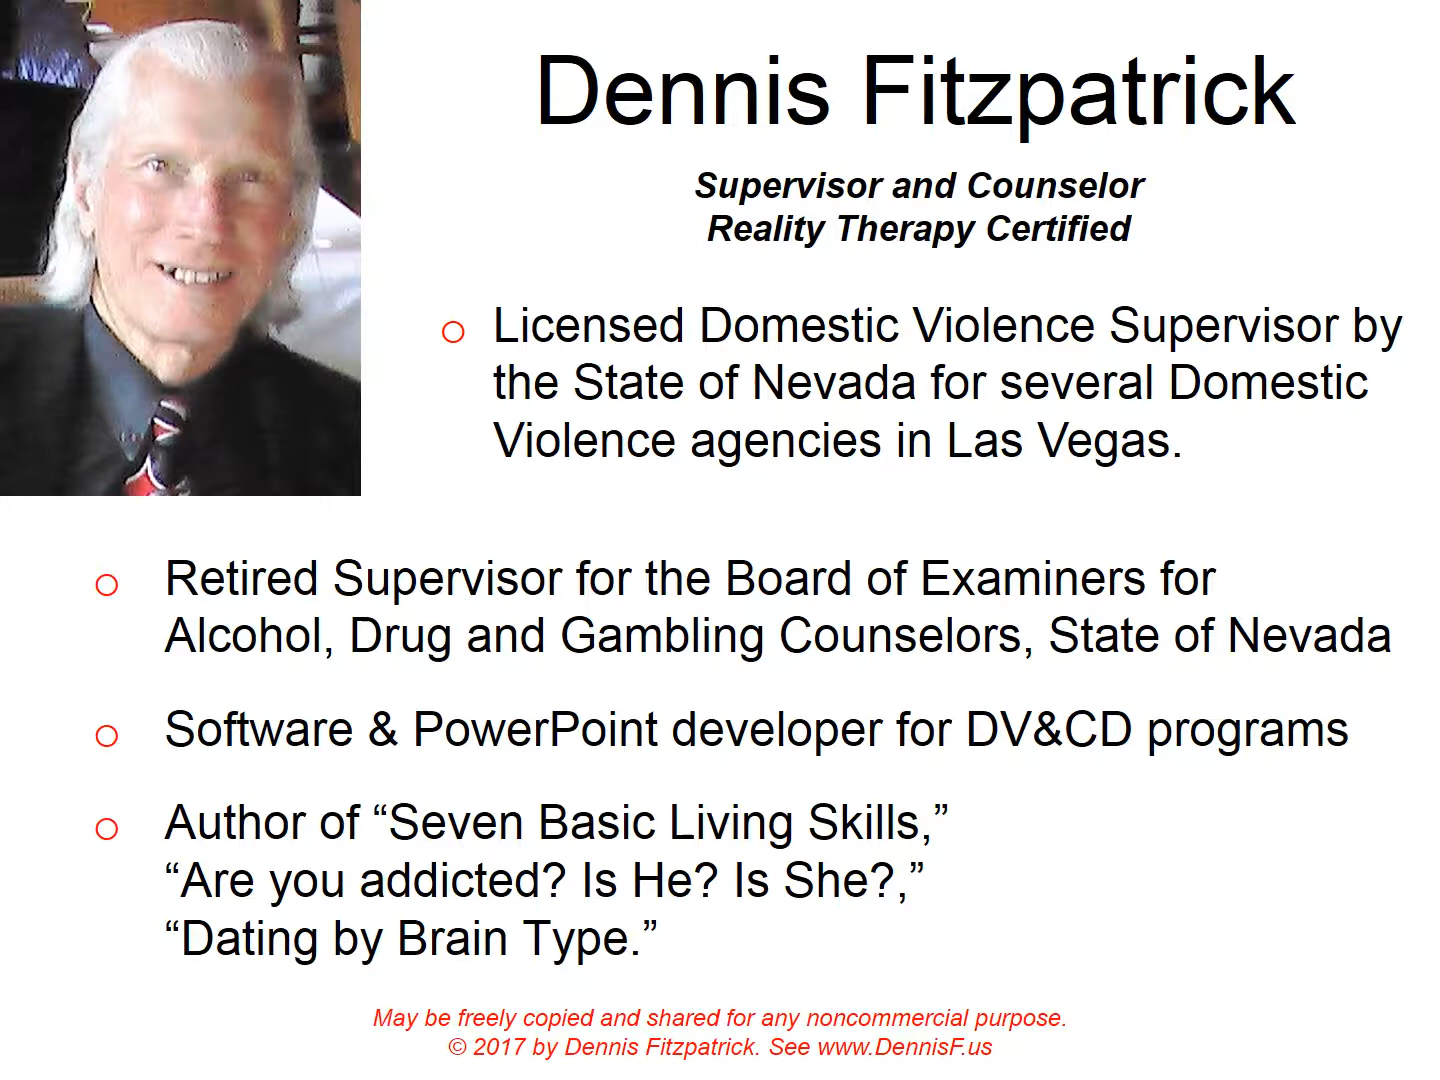 Dennis Fitzpatrick
Supervisor and Counselor
Reality Therapy Certified
Licensed Domestic Violence Supervisor by
the State of Nevada for several Domestic
Violence agencies in Las Vegas.
Retired Supervisor for the Board of Examiners for
Alcohol, Drug and Gambling Counselors, State of Nevada
Software & PowerPoint developer for DV&CD programs
Author of “Seven Basic Living Skills,”
“Are you addicted? Is He? Is She?,”
“Dating by Brain Type.”
May be freely copied and shared for any noncommercial purpose.
© 2017 by Dennis Fitzpatrick. See www.DennisF.us